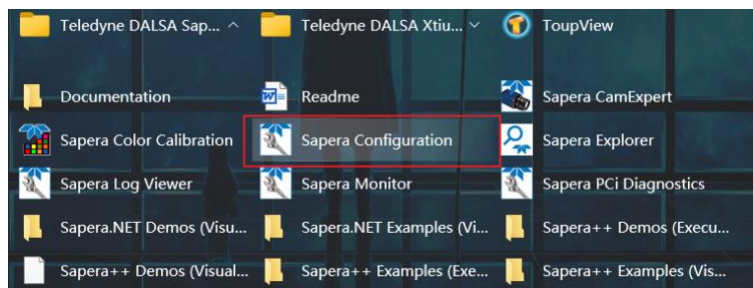 Teledyne DALSA Sap... Teledyne DALSA Xtiu... ToupView
Documentation Readme Sapera CamExpert
Sapera Color Calibration Sapera Configuration Sapera Explorer
Sapera Log Viewer Sapera Monitor Sapera PCi Diagnostics
Sapera.NET Demos (Visu... Sapera.NET Examples (Vi... Sapera++ Demos (Execu...
Sapera++ Demos (Visual... Sapera++ Examples (Exe... Sapera++ Examples (Vis...